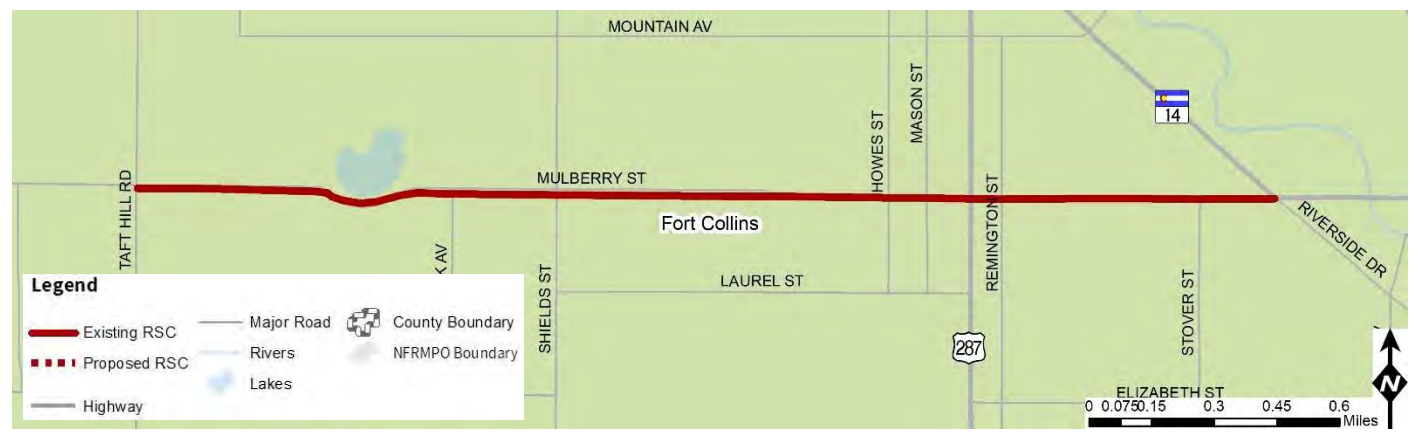 MOUNTAIN AV
HOWES ST
MASON ST
14
TAFT HILL RD
MULBERRY ST
REMINGTON ST
Fort Collins
RIVERSIDE DR
K AV
SHIELDS ST
LAUREL ST
STOVER ST
287
ELIZABETH ST
Legend
Existing RSC
Proposed RSC
Highway
Major Road
Rivers
Lakes
County Boundary
NFRMPO Boundary
N
0 0.075 0.15 0.3 0.45 0.6
Miles